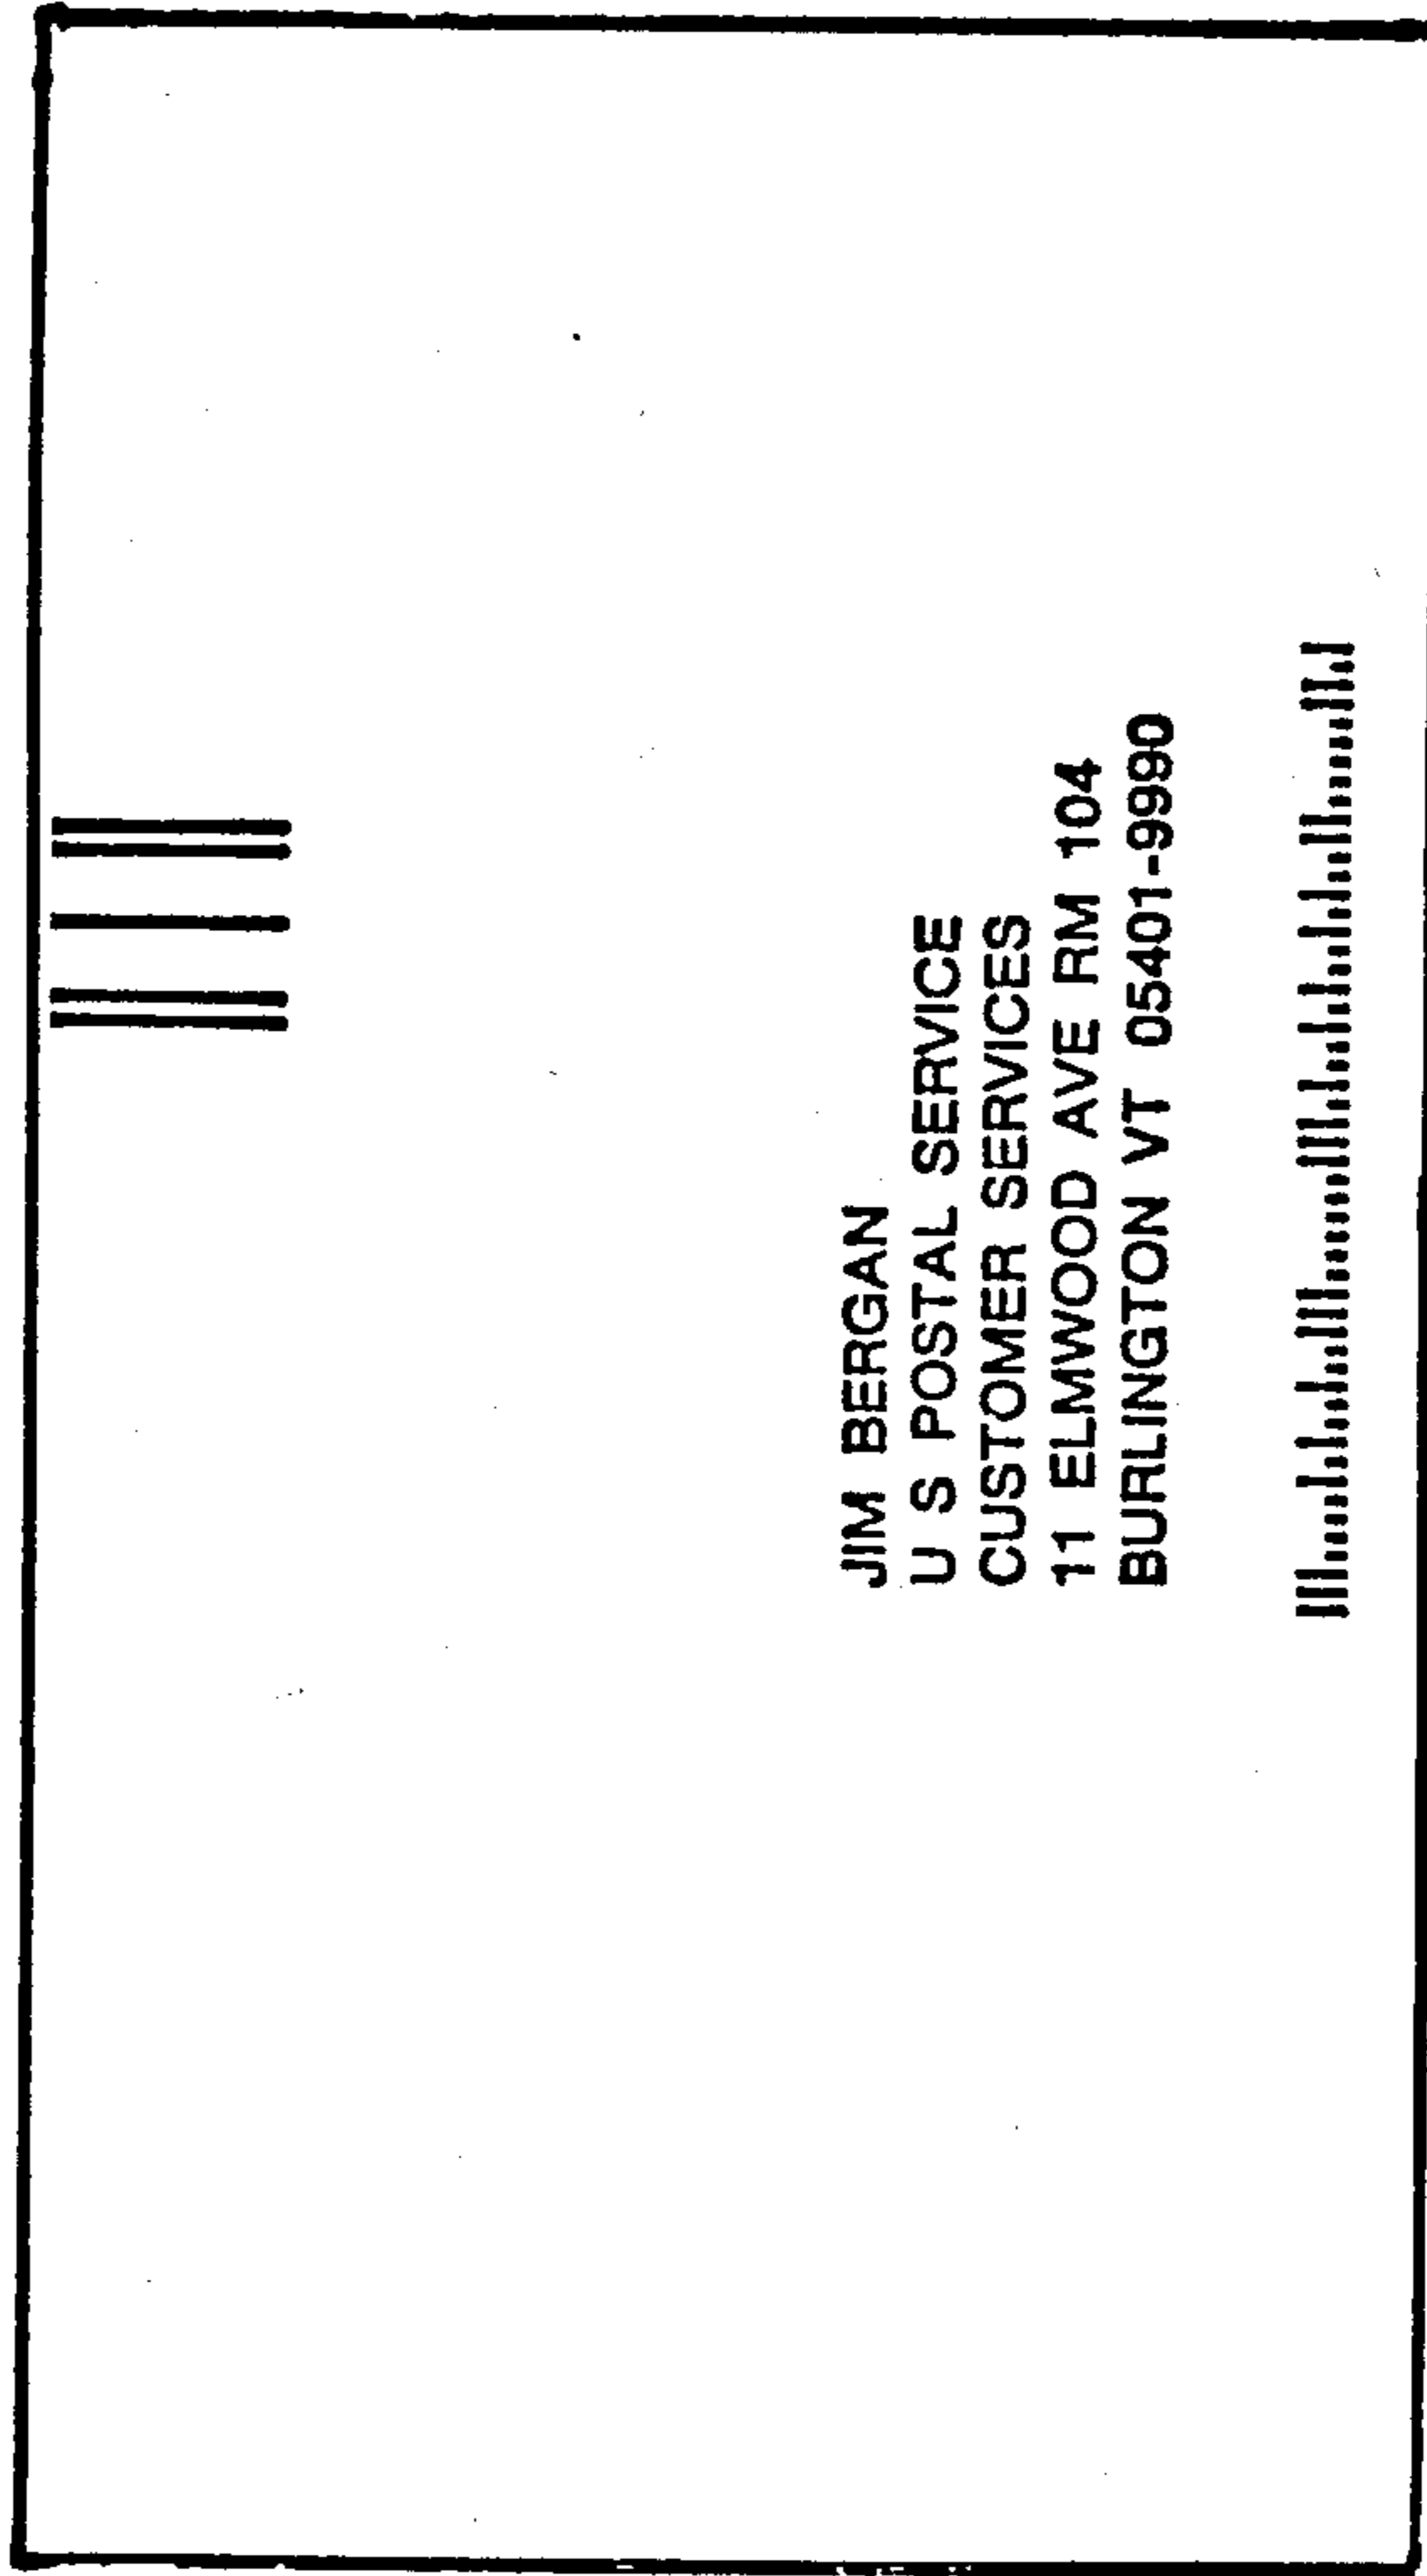 JIM BERGAN
U S POSTAL SERVICE
CUSTOMER SERVICES
11 ELMWOOD AVE RM 104
BURLINGTON VT 05401-9990